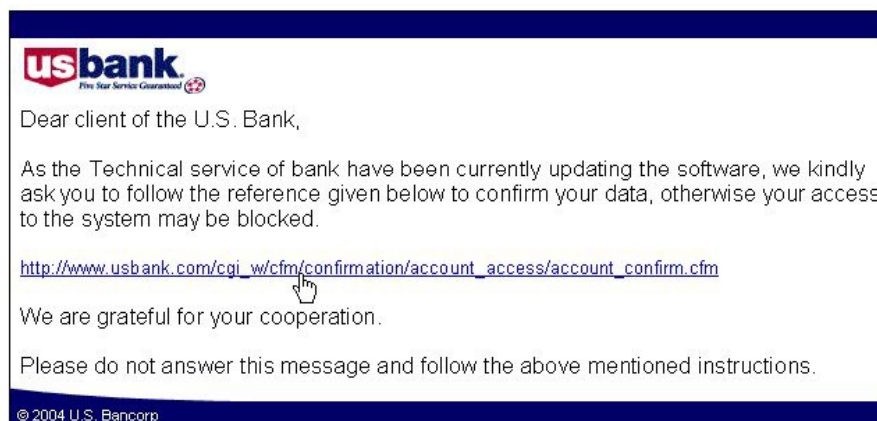 usbank.
Five Star Service Guaranteed
Dear client of the U.S. Bank,
As the Technical service of bank have been currently updating the software, we kindly
ask you to follow the reference given below to confirm your data, otherwise your access
to the system may be blocked.
http://www.usbank.com/cgi_w/cfm/confirmation/account_access/account_confirm.cfm
We are grateful for your cooperation.
Please do not answer this message and follow the above mentioned instructions.
© 2004 U.S. Bancorp